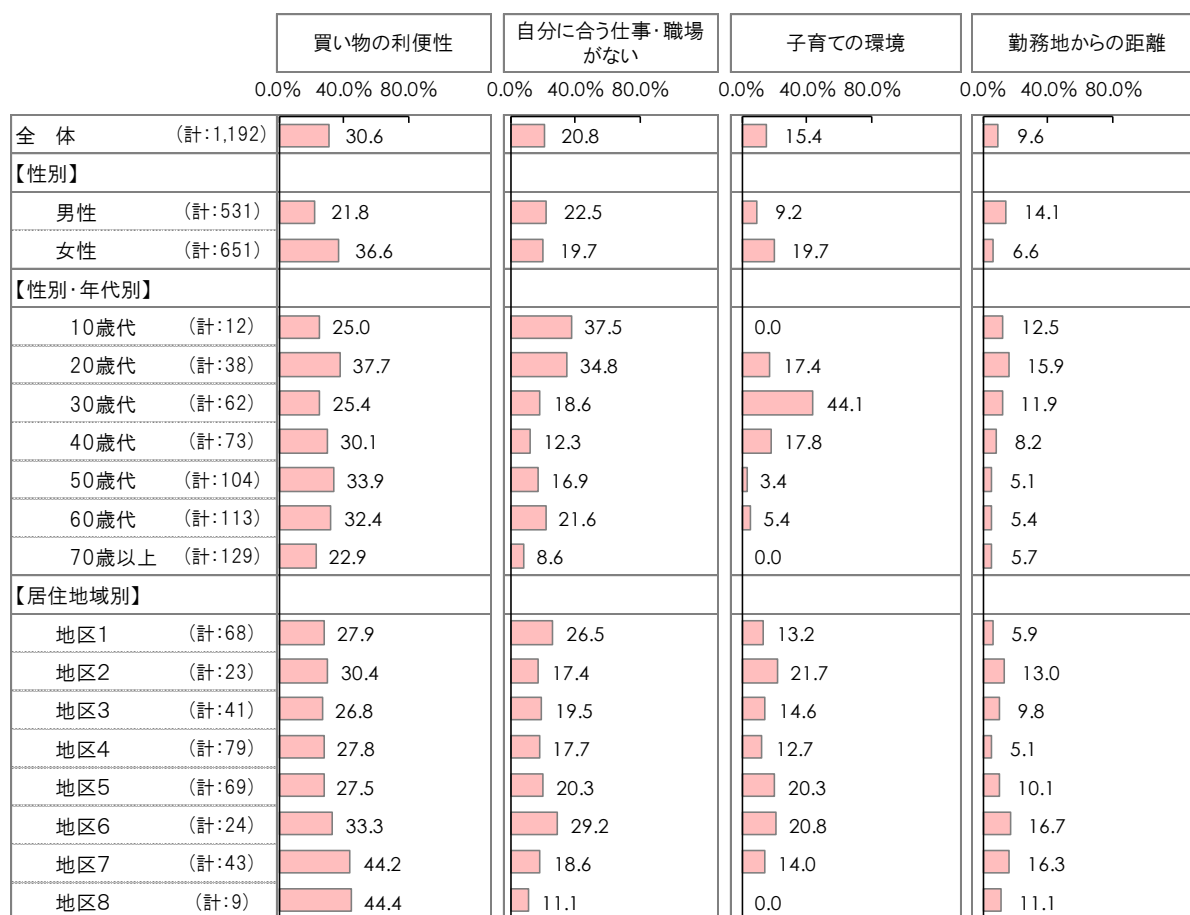 買い物の利便性 自分に合う仕事・職場がない 子育ての環境 勤務地からの距離
0.0% 40.0% 80.0% 0.0% 40.0% 80.0% 0.0% 40.0% 80.0% 0.0% 40.0% 80.0%
全 体 (計:1,192) 30.6 20.8 15.4 9.6
【性別】
男性 (計:531) 21.8 22.5 9.2 14.1
女性 (計:651) 36.6 19.7 19.7 6.6
【性別・年代別】
10歳代 (計:12) 25.0 37.5 0.0 12.5
20歳代 (計:38) 37.7 34.8 17.4 15.9
30歳代 (計:62) 25.4 18.6 44.1 11.9
40歳代 (計:73) 30.1 12.3 17.8 8.2
50歳代 (計:104) 33.9 16.9 3.4 5.1
60歳代 (計:113) 32.4 21.6 5.4 5.4
70歳以上 (計:129) 22.9 8.6 0.0 5.7
【居住地域別】
地区1 (計:68) 27.9 26.5 13.2 5.9
地区2 (計:23) 30.4 17.4 21.7 13.0
地区3 (計:41) 26.8 19.5 14.6 9.8
地区4 (計:79) 27.8 17.7 12.7 5.1
地区5 (計:69) 27.5 20.3 20.3 10.1
地区6 (計:24) 33.3 29.2 20.8 16.7
地区7 (計:43) 44.2 18.6 14.0 16.3
地区8 (計:9) 44.4 11.1 0.0 11.1